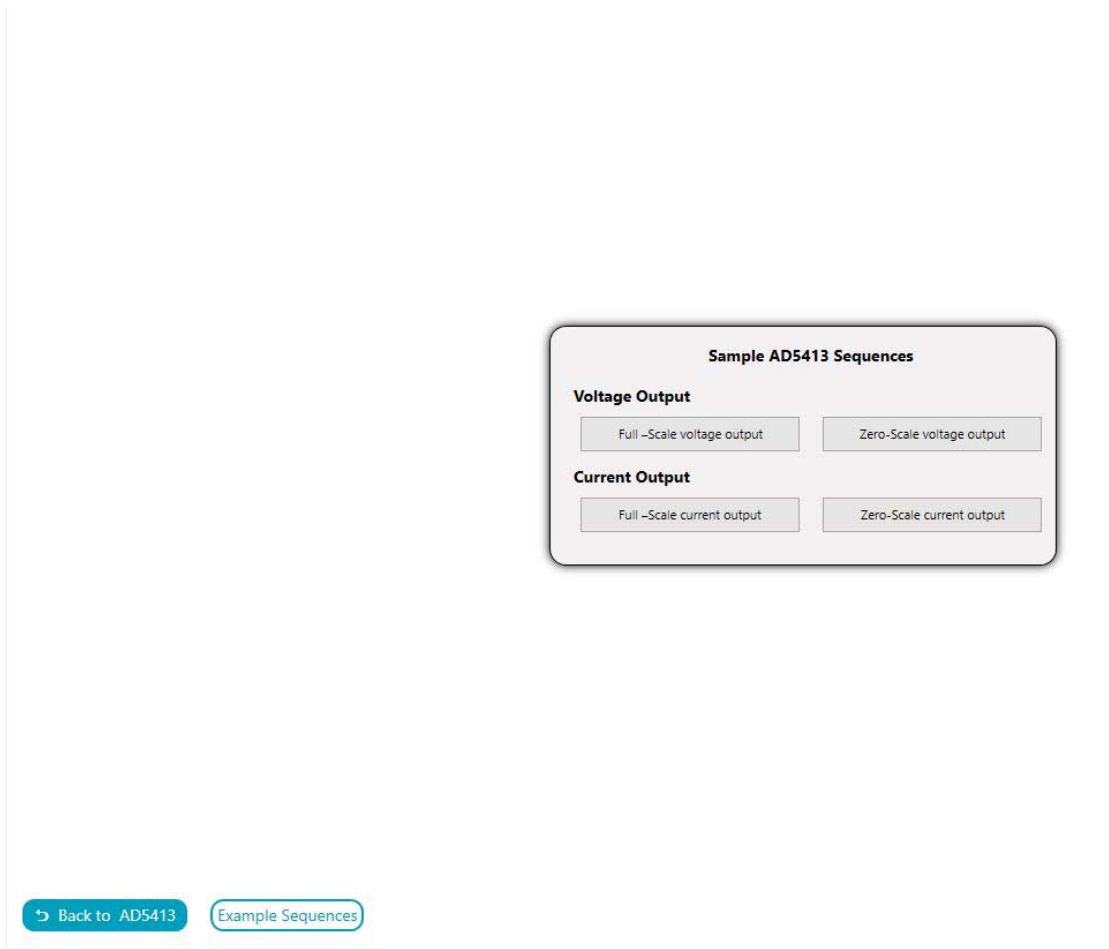 Sample AD5413 Sequences
Voltage Output
Full –Scale voltage output Zero-Scale voltage output
Current Output
Full –Scale current output Zero-Scale current output
Back to AD5413 Example Sequences